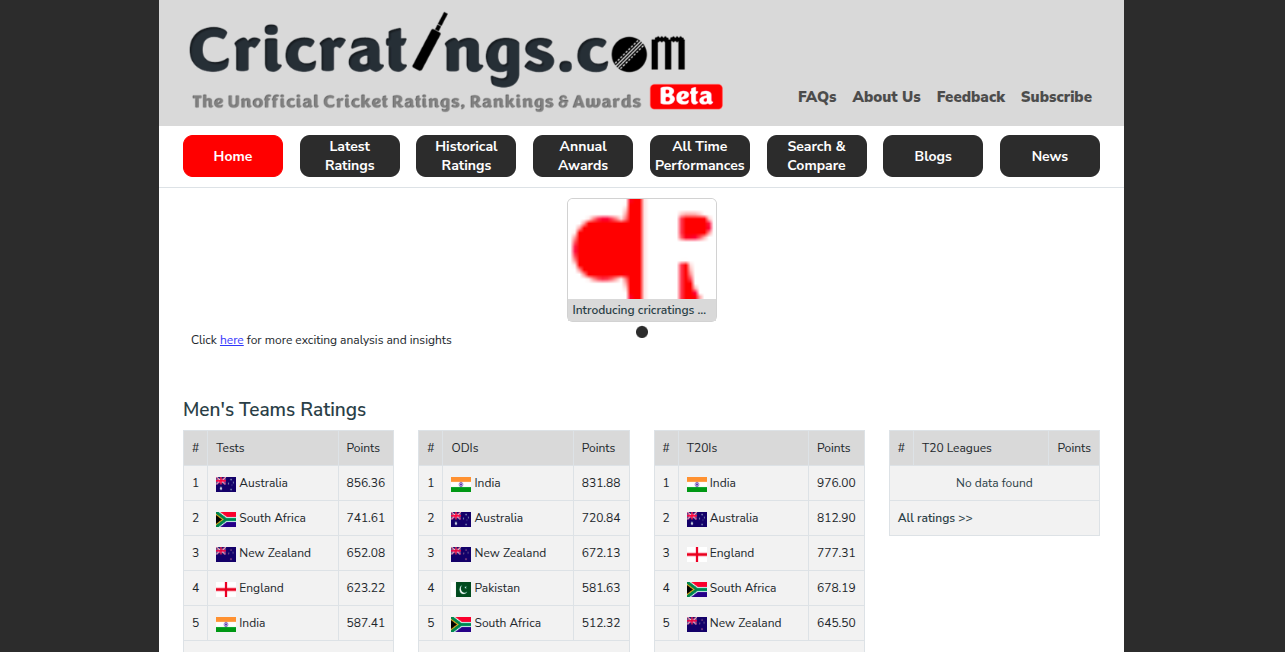 Cricratings.com
The Unofficial Cricket Ratings, Rankings & Awards Beta
FAQs About Us Feedback Subscribe
Home
Latest
Ratings
Historical
Ratings
Annual
Awards
All Time
Performances
Search &
Compare
Blogs
News
CR
Introducing cricratings ...
Click here for more exciting analysis and insights
Men's Teams Ratings
# Tests Points
1 Australia 856.36
2 South Africa 741.61
3 New Zealand 652.08
4 England 623.22
5 India 587.41
# ODIs Points
1 India 831.88
2 Australia 720.84
3 New Zealand 672.13
4 Pakistan 581.63
5 South Africa 512.32
# T20Is Points
1 India 976.00
2 Australia 812.90
3 England 777.31
4 South Africa 678.19
5 New Zealand 645.50
# T20 Leagues Points
No data found
All ratings >>